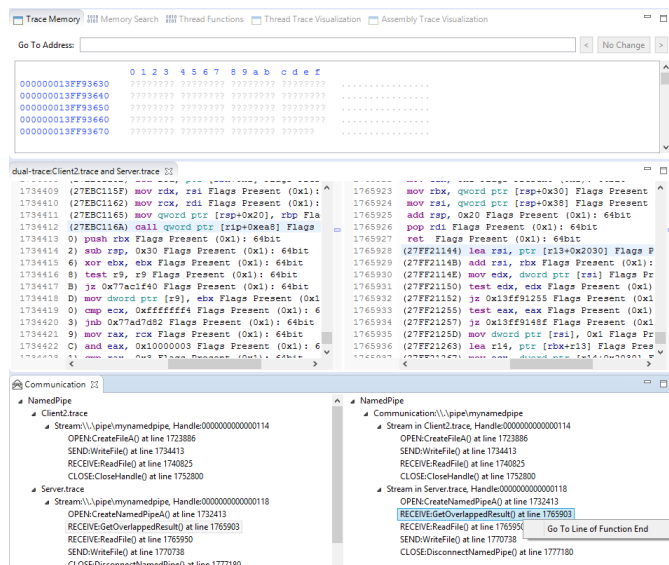 Trace Memory Memory Search Thread Functions Thread Trace Visualization Assembly Trace Visualization
Go To Address: < No Change >
0 1 2 3 4 5 6 7 8 9 a b c d e f
000000013FF93630 ???????? ???????? ???????? ???????? ................
000000013FF93640 ???????? ???????? ???????? ???????? ................
000000013FF93650 ???????? ???????? ???????? ???????? ................
000000013FF93660 ???????? ???????? ???????? ???????? ................
000000013FF93670 ???????? ???????? ???????? ?????? ...............
dual-trace:Client2.trace and Server.trace
1734409 (27EBC115F) mov rdx, rsi Flags Present (0x1):
1734410 (27EBC1162) mov rcx, rdi Flags Present (0x1):
1734411 (27EBC1165) mov qword ptr [rsp+0x20], rbp Fla
1734412 (27EBC116A) call qword ptr [rip+0xea8] Flags
1734413 0) push rbx Flags Present (0x1): 64bit
1734414 2) sub rsp, 0x30 Flags Present (0x1): 64bit
1734415 6) xor ebx, ebx Flags Present (0x1): 64bit
1734416 8) test r9, r9 Flags Present (0x1): 64bit
1734417 B) jz 0x77ac1f40 Flags Present (0x1): 64bit
1734418 D) mov dword ptr [r9], ebx Flags Present (0x1
1734419 0) cmp ecx, 0xfffffff4 Flags Present (0x1): 6
1734420 3) jnb 0x77ad7d82 Flags Present (0x1): 64bit
1734421 9) mov rax, rcx Flags Present (0x1): 64bit
1734422 C) and eax, 0x10000003 Flags Present (0x1): 6
1765923 mov rbx, qword ptr [rsp+0x30] Flags Present
1765924 mov rsi, qword ptr [rsp+0x38] Flags Present
1765925 add rsp, 0x20 Flags Present (0x1): 64bit
1765926 pop rdi Flags Present (0x1): 64bit
1765927 ret Flags Present (0x1): 64bit
1765928 (27FF21144) lea rsi, ptr [r13+0x2030] Flags P
1765929 (27FF2114B) add rsi, rbx Flags Present (0x1):
1765930 (27FF2114E) mov edx, dword ptr [rsi] Flags Pr
1765931 (27FF21150) test edx, edx Flags Present (0x1)
1765932 (27FF21152) jz 0x13ff91255 Flags Present (0x1
1765933 (27FF21255) test eax, eax Flags Present (0x1)
1765934 (27FF21257) jz 0x13ff9148f Flags Present (0x1
1765935 (27FF2125D) mov dword ptr [rsi], 0x1 Flags Pr
1765936 (27FF21263) lea r14, ptr [rbx+r13] Flags Pres
Communication
NamedPipe
Client2.trace
Stream:\\.\pipe\mynamedpipe, Handle:0000000000000114
OPEN:CreateFileA() at line 1723886
SEND:WriteFile() at line 1734413
RECEIVE:ReadFile() at line 1740825
CLOSE:CloseHandle() at line 1752800
Server.trace
Stream:\\.\pipe\mynamedpipe, Handle:0000000000000118
OPEN:CreateNamedPipeA() at line 1732413
RECEIVE:GetOverlappedResult() at line 1765903
RECEIVE:ReadFile() at line 1765950
SEND:WriteFile() at line 1770738
CLOSE:DisconnectNamedPipe() at line 1777180
NamedPipe
Communication:\\.\pipe\mynamedpipe
Stream in Client2.trace, Handle:0000000000000114
OPEN:CreateFileA() at line 1723886
SEND:WriteFile() at line 1734413
RECEIVE:ReadFile() at line 1740825
CLOSE:CloseHandle() at line 1752800
Stream in Server.trace, Handle:0000000000000118
OPEN:CreateNamedPipeA() at line 1732413
RECEIVE:GetOverlappedResult() at line 1765903
RECEIVE:ReadFile() at line 1765950 Go To Line of Function End
SEND:WriteFile() at line 1770738
CLOSE:DisconnectNamedPipe() at line 1777180